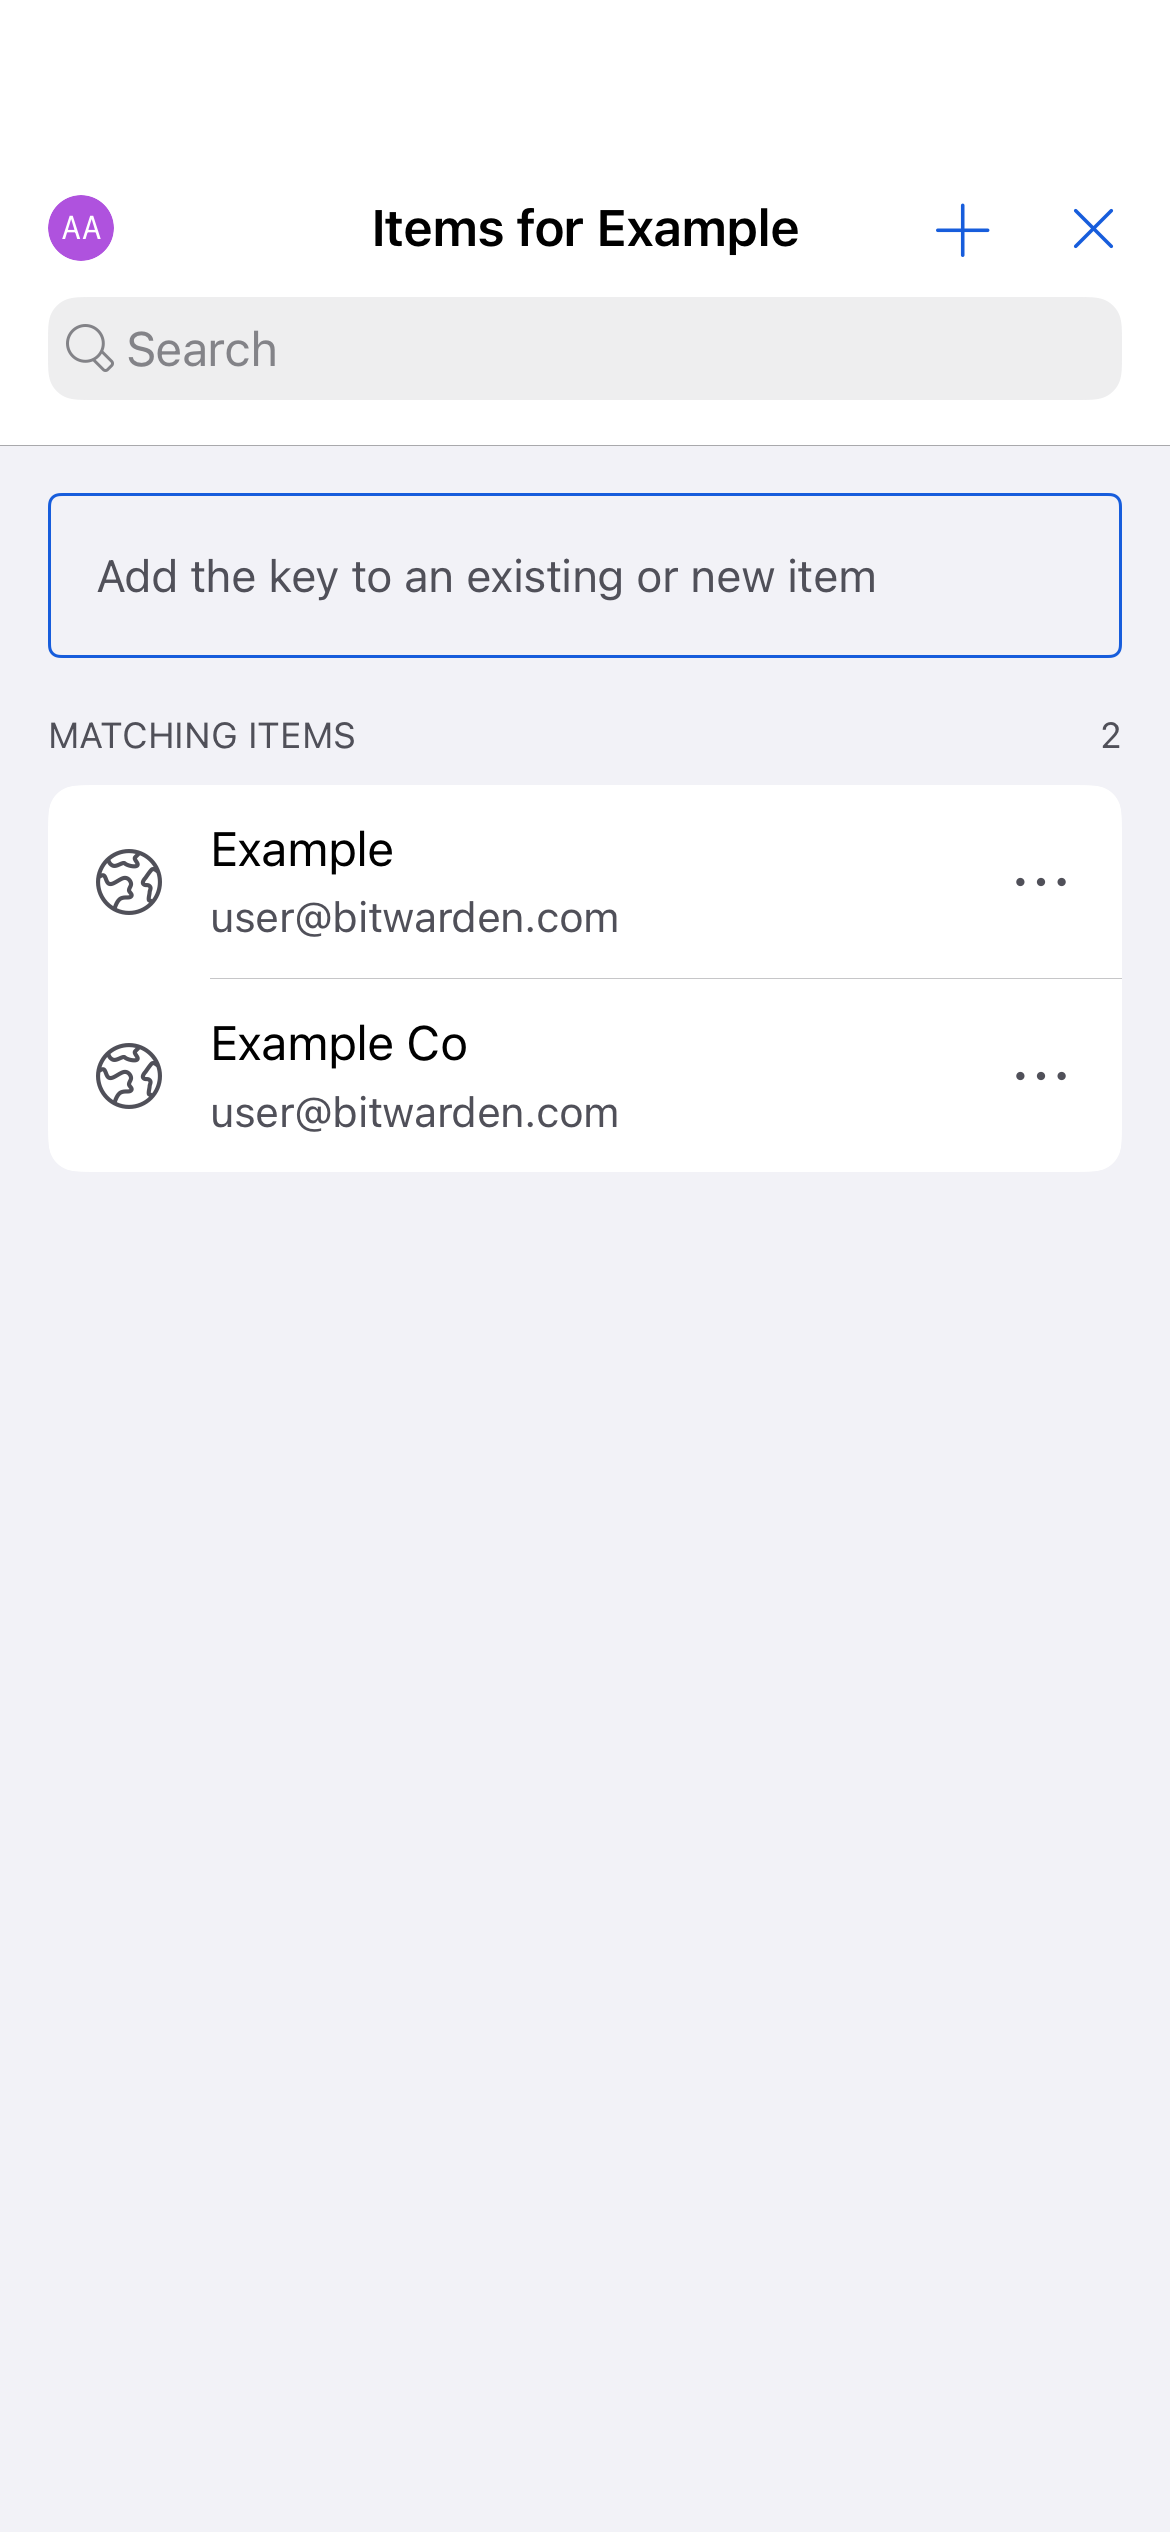 AA
Items for Example
Search
Add the key to an existing or new item
MATCHING ITEMS 2
Example
user@bitwarden.com
Example Co
user@bitwarden.com